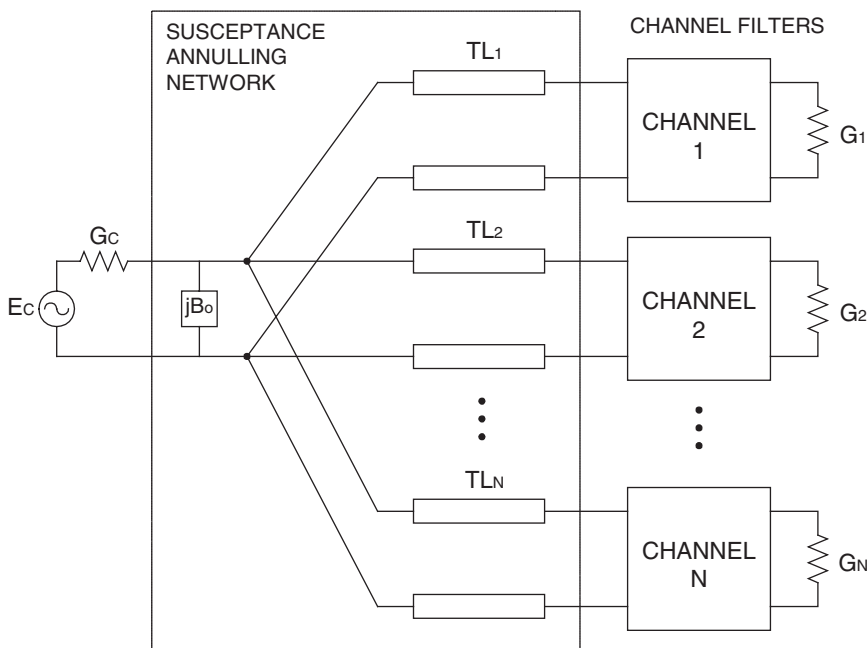 SUSCEPTANCE
ANNULLING
NETWORK
CHANNEL FILTERS
TL1
CHANNEL
1
G1
TL2
GC
EC
jBo
CHANNEL
2
G2
TLN
CHANNEL
N
GN